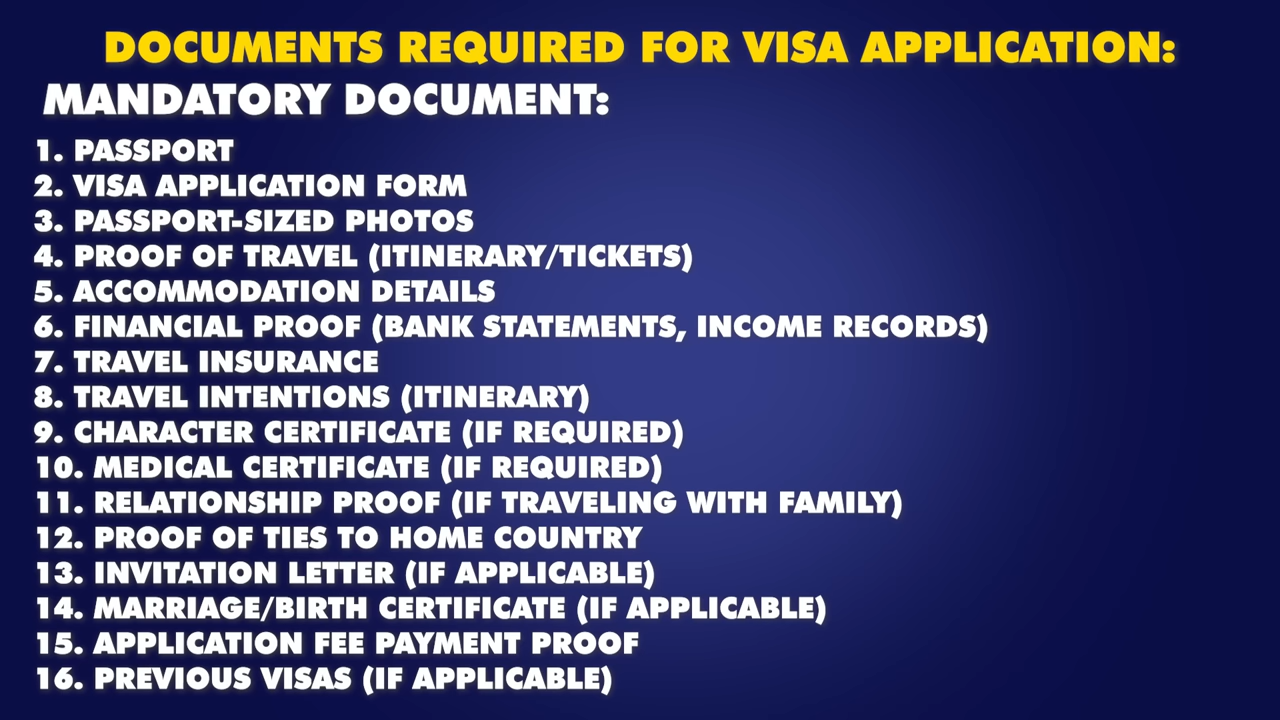 DOCUMENTS REQUIRED FOR VISA APPLICATION:
MANDATORY DOCUMENT:
1. PASSPORT
2. VISA APPLICATION FORM
3. PASSPORT-SIZED PHOTOS
4. PROOF OF TRAVEL (ITINERARY/TICKETS)
5. ACCOMMODATION DETAILS
6. FINANCIAL PROOF (BANK STATEMENTS, INCOME RECORDS)
7. TRAVEL INSURANCE
8. TRAVEL INTENTIONS (ITINERARY)
9. CHARACTER CERTIFICATE (IF REQUIRED)
10. MEDICAL CERTIFICATE (IF REQUIRED)
11. RELATIONSHIP PROOF (IF TRAVELING WITH FAMILY)
12. PROOF OF TIES TO HOME COUNTRY
13. INVITATION LETTER (IF APPLICABLE)
14. MARRIAGE/BIRTH CERTIFICATE (IF APPLICABLE)
15. APPLICATION FEE PAYMENT PROOF
16. PREVIOUS VISAS (IF APPLICABLE)